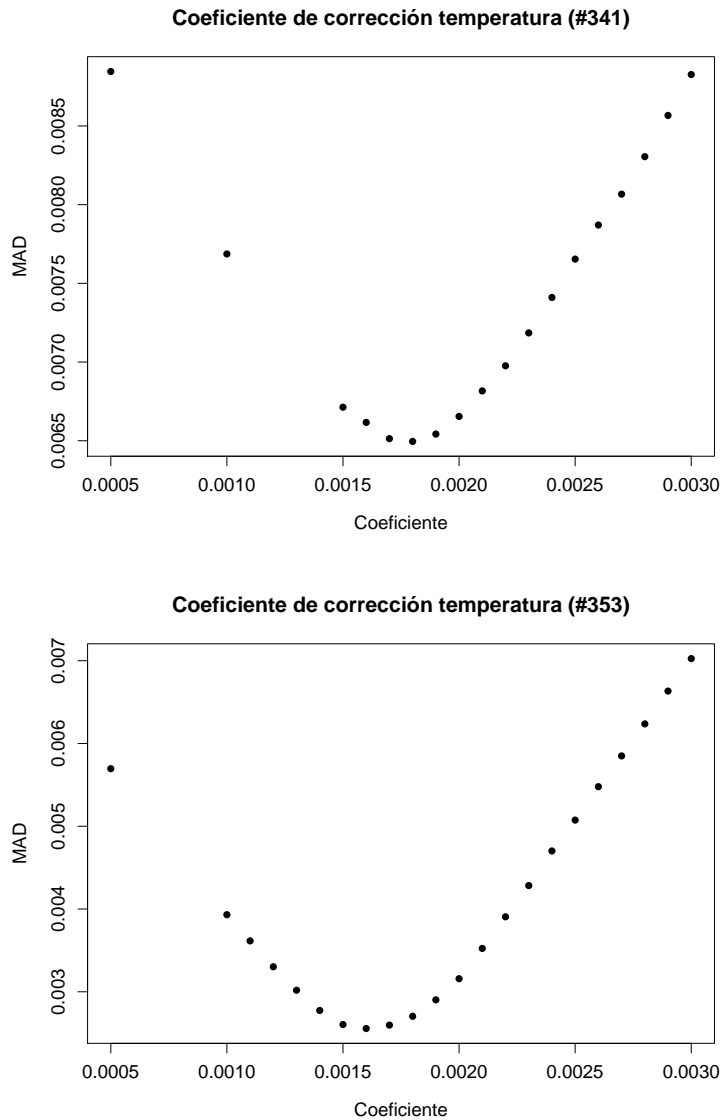 Coeficiente de corrección temperatura (#341)
0.0085
0.0080
0.0075
0.0070
0.0065
MAD
0.0005 0.0010 0.0015 0.0020 0.0025 0.0030
Coeficiente
Coeficiente de corrección temperatura (#353)
0.007
0.006
0.005
0.004
0.003
MAD
0.0005 0.0010 0.0015 0.0020 0.0025 0.0030
Coeficiente